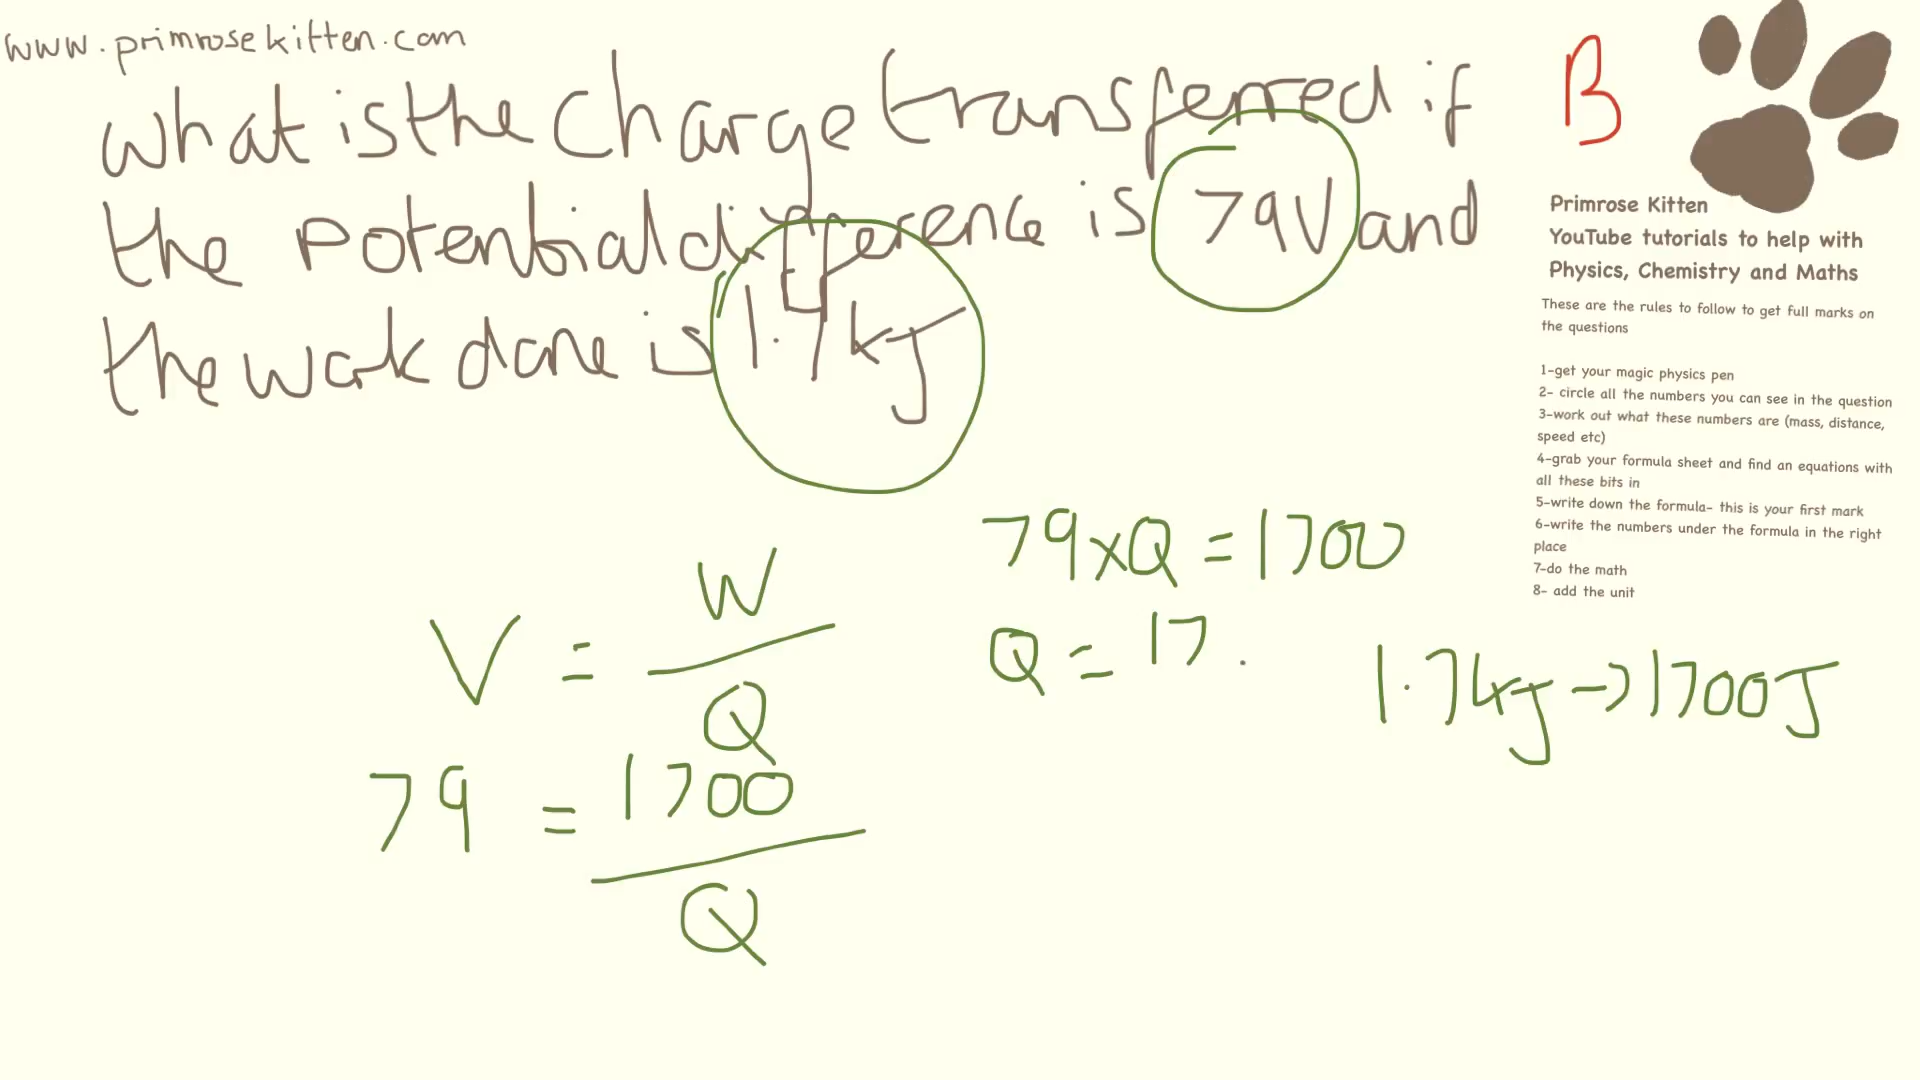 www.primrosekitten.com
what is the charge transferred if
the potential difference is 79V and
the work done is 1.7kJ
V = W
Q
79 = 1700
Q
79 x Q = 1700
Q = 17.
1.7kJ → 1700J
B
Primrose Kitten
YouTube tutorials to help with
Physics, Chemistry and Maths
These are the rules to follow to get full marks on
the questions
1-get your magic physics pen
2- circle all the numbers you can see in the question
3-work out what these numbers are (mass, distance,
speed etc)
4-grab your formula sheet and find an equations with
all these bits in
5-write down the formula- this is your first mark
6-write the numbers under the formula in the right
place
7-do the math
8- add the unit